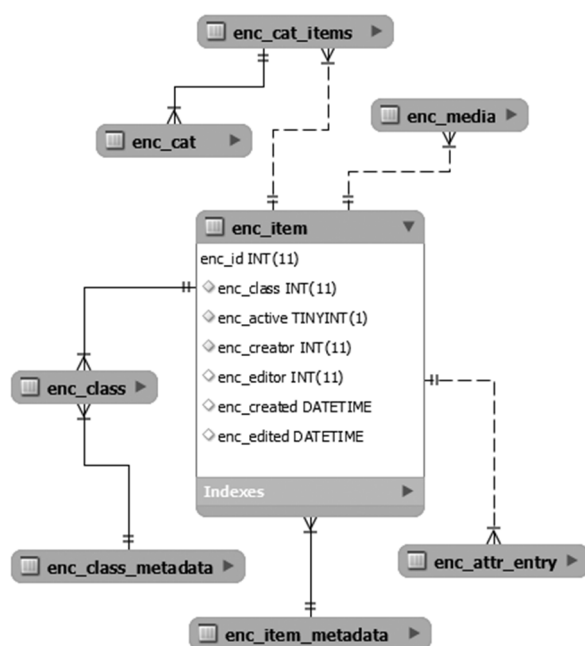 enc_cat_items
enc_media
enc_cat
enc_item
enc_id INT(11)
enc_class INT(11)
enc_active TINYINT(1)
enc_creator INT(11)
enc_editor INT(11)
enc_created DATETIME
enc_edited DATETIME
Indexes
enc_class
enc_class_metadata
enc_attr_entry
enc_item_metadata